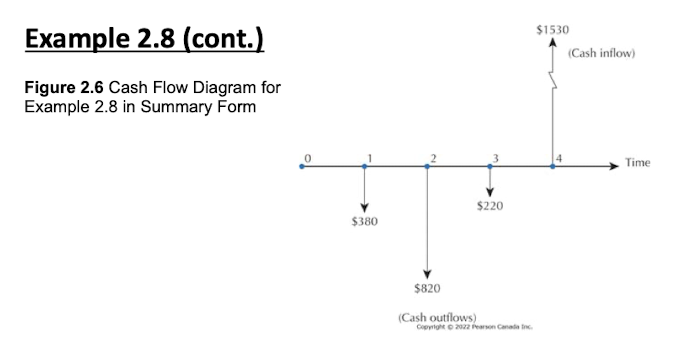 Example 2.8 (cont.)
Figure 2.6 Cash Flow Diagram for
Example 2.8 in Summary Form
$1530
(Cash inflow)
0 1 2 3 4
Time
$380
$220
$820
(Cash outflows)
Copyright © 2022 Pearson Canada Inc.